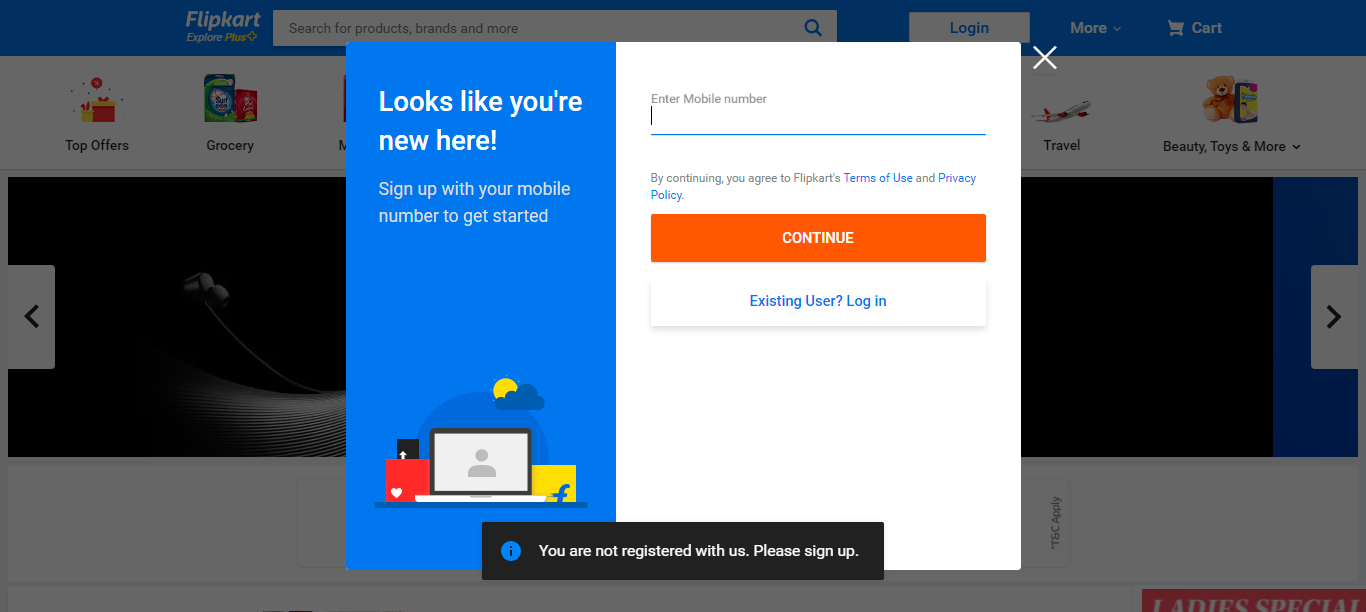 Flipkart
Explore Plus
Search for products, brands and more
Login
More
Cart
Top Offers
Grocery
M
Travel
Beauty, Toys & More
Looks like you're
new here!
Sign up with your mobile
number to get started
Enter Mobile number
By continuing, you agree to Flipkart's Terms of Use and Privacy
Policy.
CONTINUE
Existing User? Log in
*T&C Apply
You are not registered with us. Please sign up.
LADIES SPECIAL